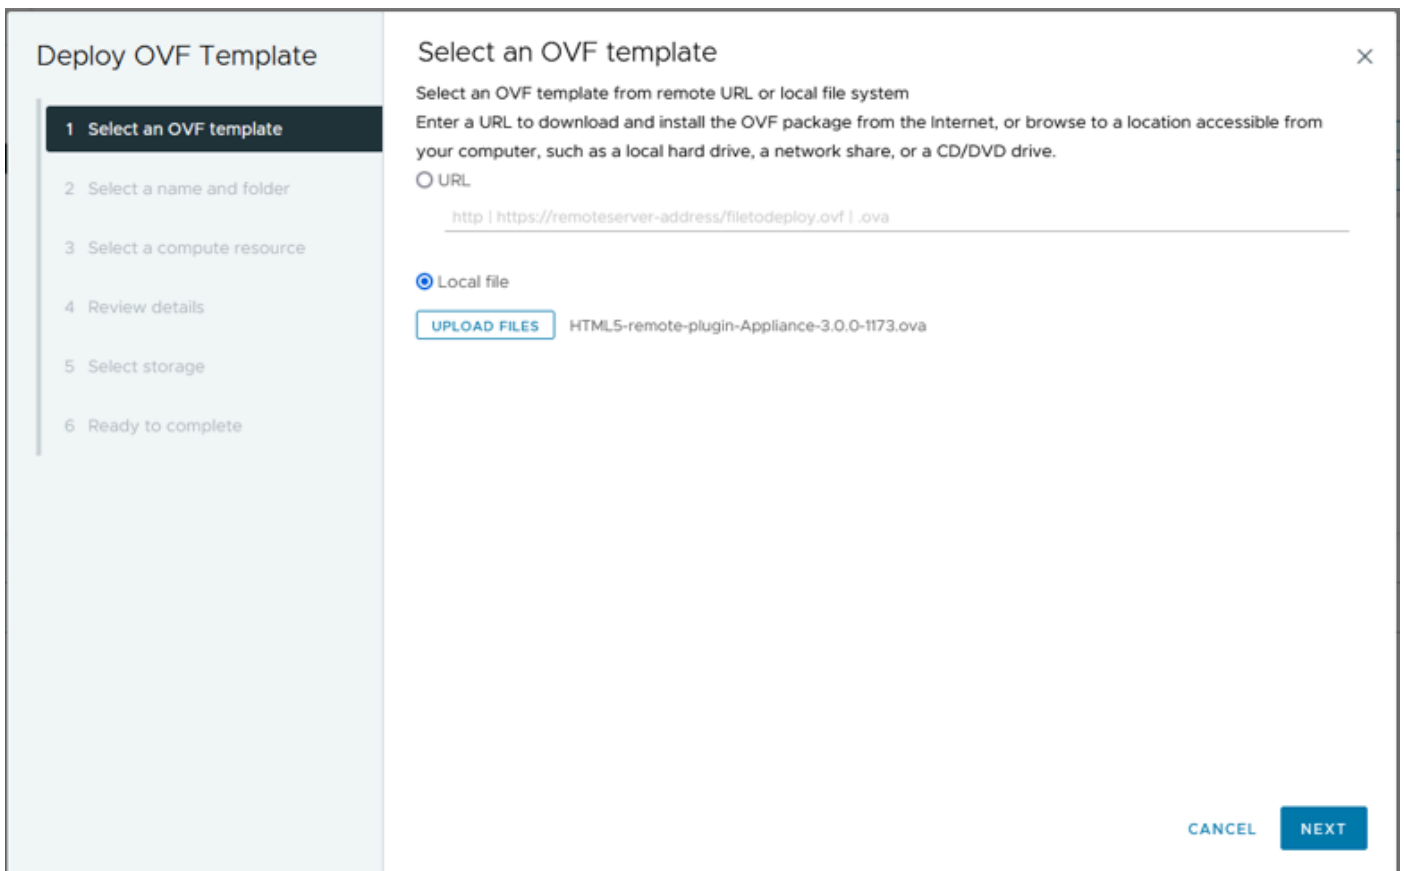 Deploy OVF Template
1 Select an OVF template
2 Select a name and folder
3 Select a compute resource
4 Review details
5 Select storage
6 Ready to complete
Select an OVF template
Select an OVF template from remote URL or local file system
Enter a URL to download and install the OVF package from the Internet, or browse to a location accessible from
your computer, such as a local hard drive, a network share, or a CD/DVD drive.
URL
http | https://remoteserver-address/filetodeploy.ovf | .ova
Local file
UPLOAD FILES HTML5-remote-plugin-Appliance-3.0.0-1173.ova
CANCEL NEXT